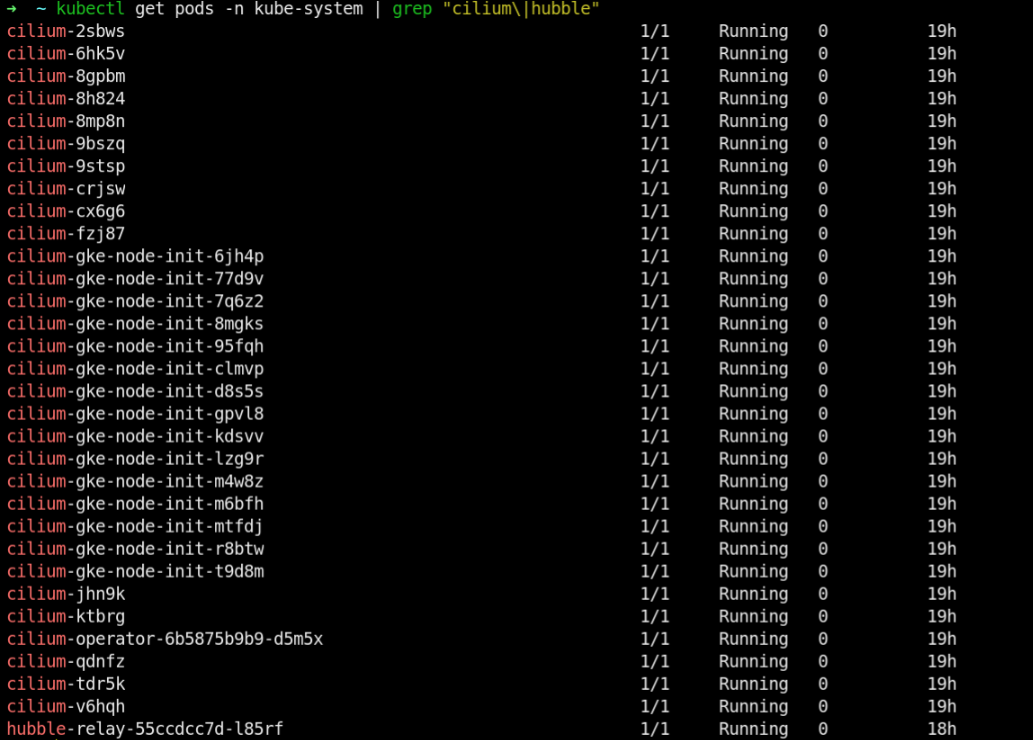 ➜  ~ kubectl get pods -n kube-system | grep "cilium\|hubble"
cilium-2sbws 1/1 Running 0 19h
cilium-6hk5v 1/1 Running 0 19h
cilium-8gpbm 1/1 Running 0 19h
cilium-8h824 1/1 Running 0 19h
cilium-8mp8n 1/1 Running 0 19h
cilium-9bszq 1/1 Running 0 19h
cilium-9stsp 1/1 Running 0 19h
cilium-crjsw 1/1 Running 0 19h
cilium-cx6g6 1/1 Running 0 19h
cilium-fzj87 1/1 Running 0 19h
cilium-gke-node-init-6jh4p 1/1 Running 0 19h
cilium-gke-node-init-77d9v 1/1 Running 0 19h
cilium-gke-node-init-7q6z2 1/1 Running 0 19h
cilium-gke-node-init-8mgks 1/1 Running 0 19h
cilium-gke-node-init-95fqh 1/1 Running 0 19h
cilium-gke-node-init-clmvp 1/1 Running 0 19h
cilium-gke-node-init-d8s5s 1/1 Running 0 19h
cilium-gke-node-init-gpvl8 1/1 Running 0 19h
cilium-gke-node-init-kdsvv 1/1 Running 0 19h
cilium-gke-node-init-lzg9r 1/1 Running 0 19h
cilium-gke-node-init-m4w8z 1/1 Running 0 19h
cilium-gke-node-init-m6bfh 1/1 Running 0 19h
cilium-gke-node-init-mtfdj 1/1 Running 0 19h
cilium-gke-node-init-r8btw 1/1 Running 0 19h
cilium-gke-node-init-t9d8m 1/1 Running 0 19h
cilium-jhn9k 1/1 Running 0 19h
cilium-ktbrg 1/1 Running 0 19h
cilium-operator-6b5875b9b9-d5m5x 1/1 Running 0 19h
cilium-qdnfz 1/1 Running 0 19h
cilium-tdr5k 1/1 Running 0 19h
cilium-v6hqh 1/1 Running 0 19h
hubble-relay-55ccdcc7d-l85rf 1/1 Running 0 18h